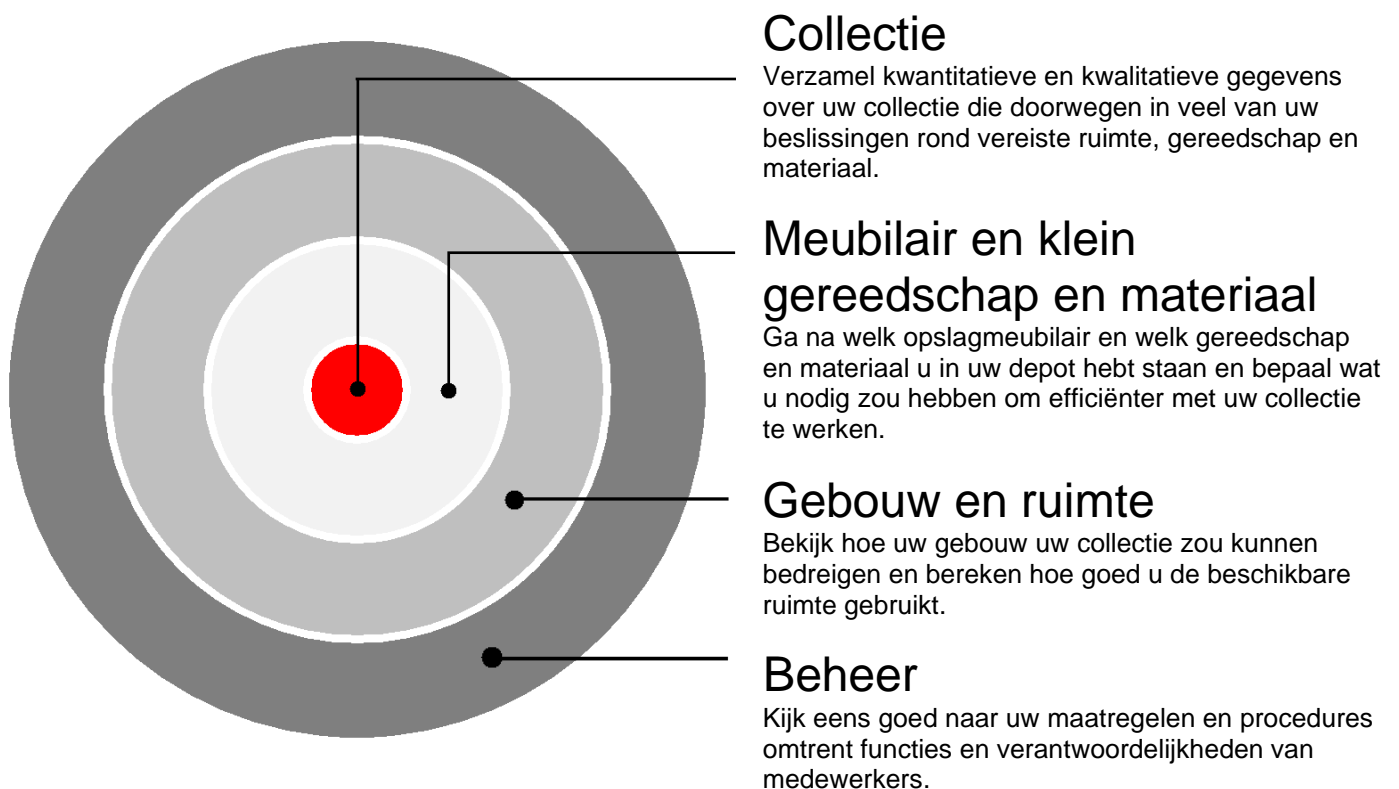 Collectie
Verzamel kwantitatieve en kwalitatieve gegevens
over uw collectie die doorwegen in veel van uw
beslissingen rond vereiste ruimte, gereedschap en
materiaal.
Meubilair en klein
gereedschap en materiaal
Ga na welk opslagmeubilair en welk gereedschap
en materiaal u in uw depot hebt staan en bepaal wat
u nodig zou hebben om efficiënter met uw collectie
te werken.
Gebouw en ruimte
Bekijk hoe uw gebouw uw collectie zou kunnen
bedreigen en bereken hoe goed u de beschikbare
ruimte gebruikt.
Beheer
Kijk eens goed naar uw maatregelen en procedures
omtrent functies en verantwoordelijkheden van
medewerkers.